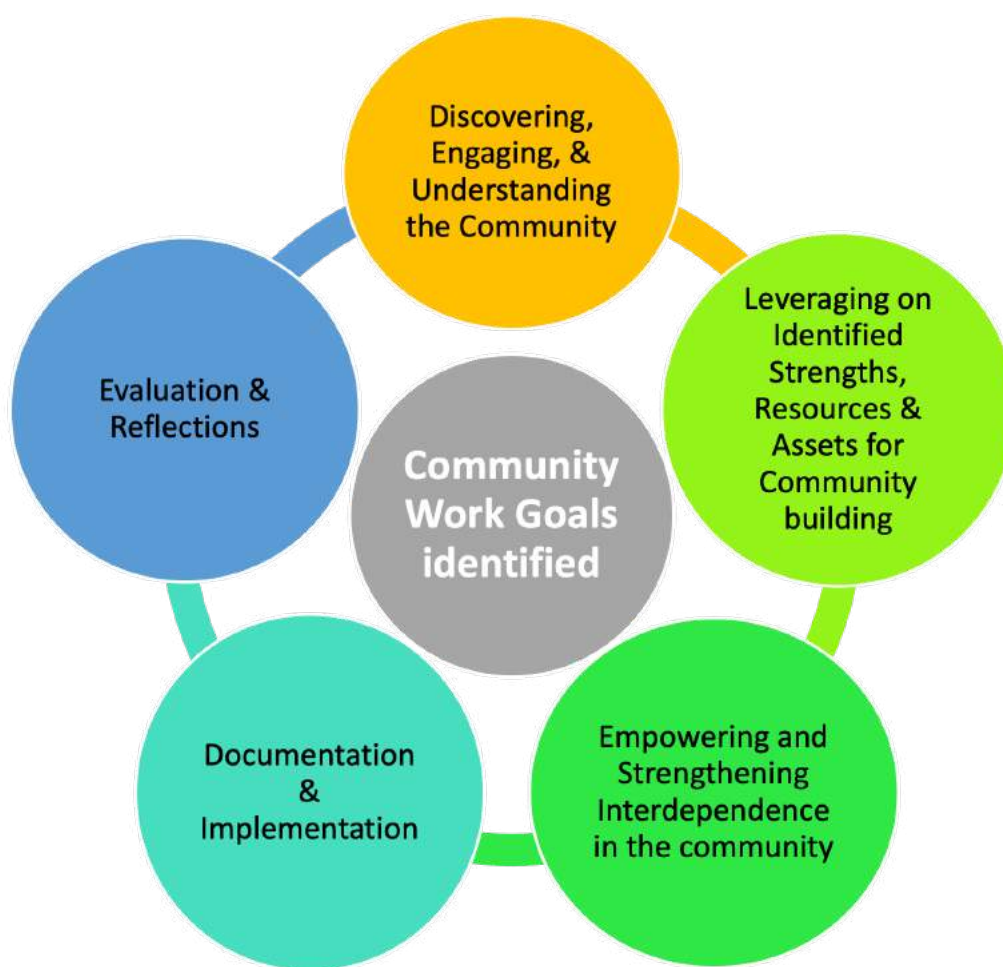 Discovering,
Engaging, &
Understanding
the Community
Leveraging on
Identified
Strengths,
Resources &
Assets for
Community
building
Empowering and
Strengthening
Interdependence
in the community
Documentation
&
Implementation
Evaluation &
Reflections
Community
Work Goals
identified